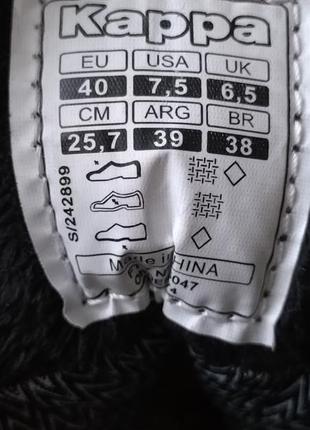 Kappa
EU USA UK
40 7,5 6,5
CM ARG BR
25,7 39 38
S/242899
Made in CHINA